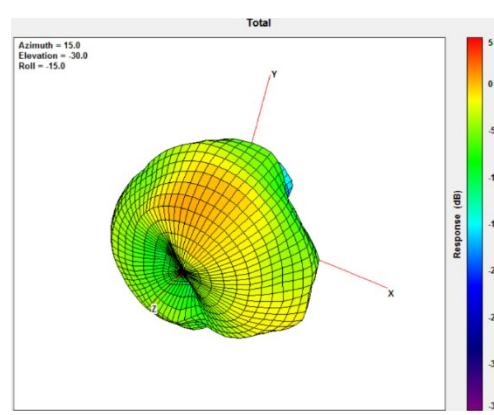 Total
Azimuth = 15.0
Elevation = -30.0
Roll = -15.0
Y
X
Z
5
0
Response (dB)